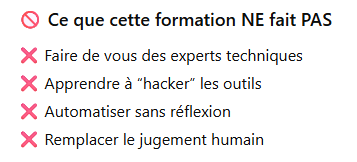 🚫 Ce que cette formation NE fait PAS
❌ Faire de vous des experts techniques
❌ Apprendre à “hacker” les outils
❌ Automatiser sans réflexion
❌ Remplacer le jugement humain